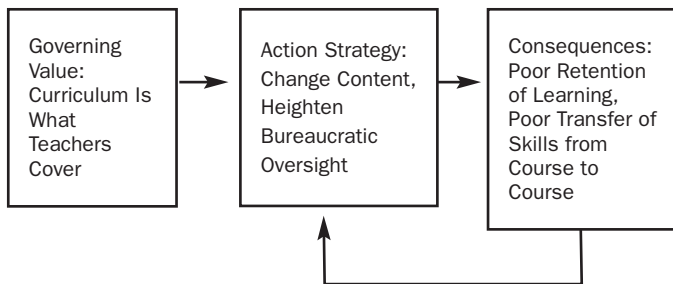 Governing
Value:
Curriculum Is
What
Teachers
Cover
Action Strategy:
Change Content,
Heighten
Bureaucratic
Oversight
Consequences:
Poor Retention
of Learning,
Poor Transfer of
Skills from
Course to
Course